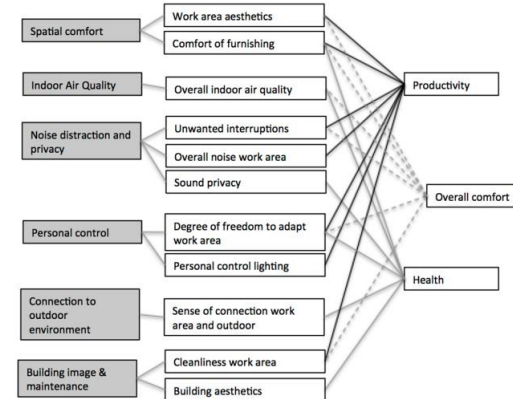 Spatial comfort
Work area aesthetics
Comfort of furnishing
Indoor Air Quality
Overall indoor air quality
Productivity
Noise distraction and
privacy
Unwanted interruptions
Overall noise work area
Sound privacy
Overall comfort
Personal control
Degree of freedom to adapt
work area
Personal control lighting
Health
Connection to
outdoor
environment
Sense of connection work
area and outdoor
Building image &
maintenance
Cleanliness work area
Building aesthetics